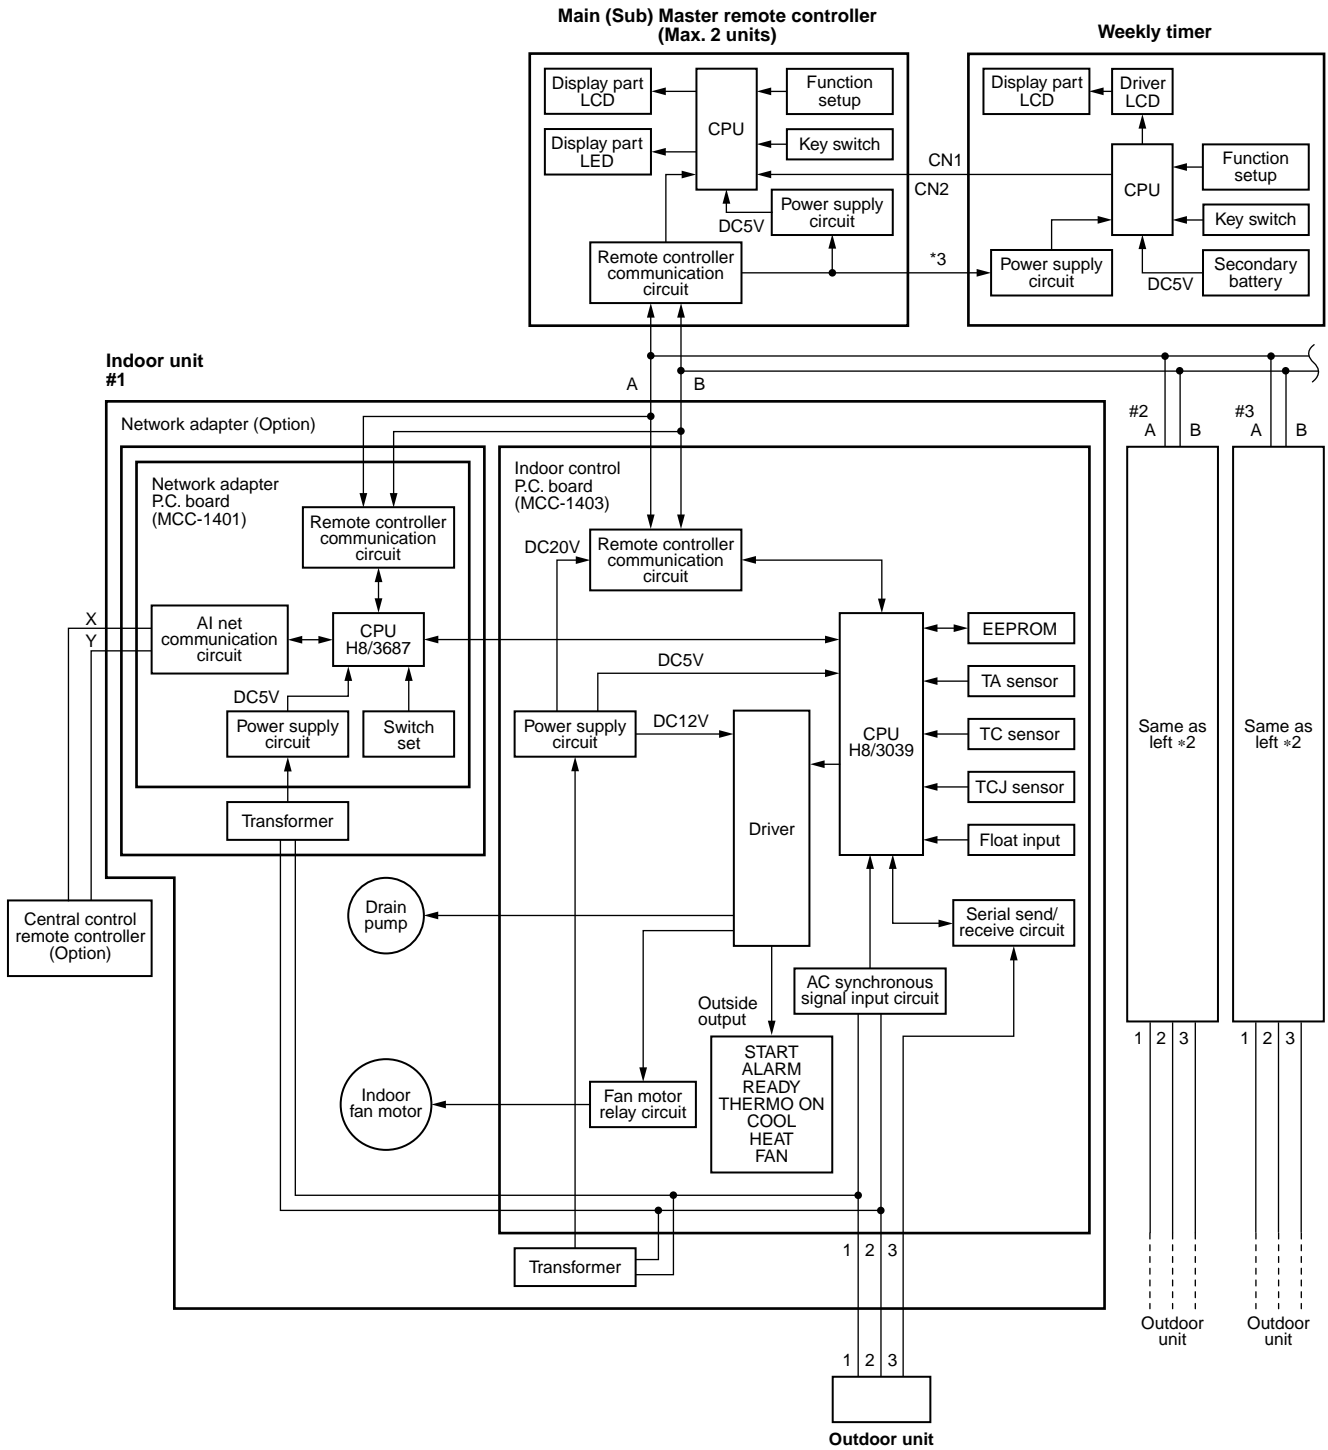 Main (Sub) Master remote controller
(Max. 2 units)
Weekly timer
Display part
LCD
CPU
Function
setup
Display part
LED
Key switch
DC5V
Power supply
circuit
Remote controller
communication
circuit
CN1
CN2
*3
Display part
LCD
Driver
LCD
CPU
Function
setup
Key switch
Power supply
circuit
DC5V
Secondary
battery
Indoor unit
#1
A
B
Network adapter (Option)
Network adapter
P.C. board
(MCC-1401)
Remote controller
communication
circuit
X
Y
AI net
communication
circuit
CPU
H8/3687
DC5V
Power supply
circuit
Switch
set
Transformer
Central control
remote controller
(Option)
Indoor control
P.C. board
(MCC-1403)
DC20V
Remote controller
communication
circuit
DC5V
Power supply
circuit
DC12V
Driver
CPU
H8/3039
EEPROM
TA sensor
TC sensor
TCJ sensor
Float input
Serial send/
receive circuit
AC synchronous
signal input circuit
Drain
pump
Outside
output
START
ALARM
READY
THERMO ON
COOL
HEAT
FAN
Indoor
fan motor
Fan motor
relay circuit
Transformer
1
2
3
1
2
3
Outdoor unit
#2
A
B
Same as
left *2
1
2
3
Outdoor
unit
#3
A
B
Same as
left *2
1
2
3
Outdoor
unit